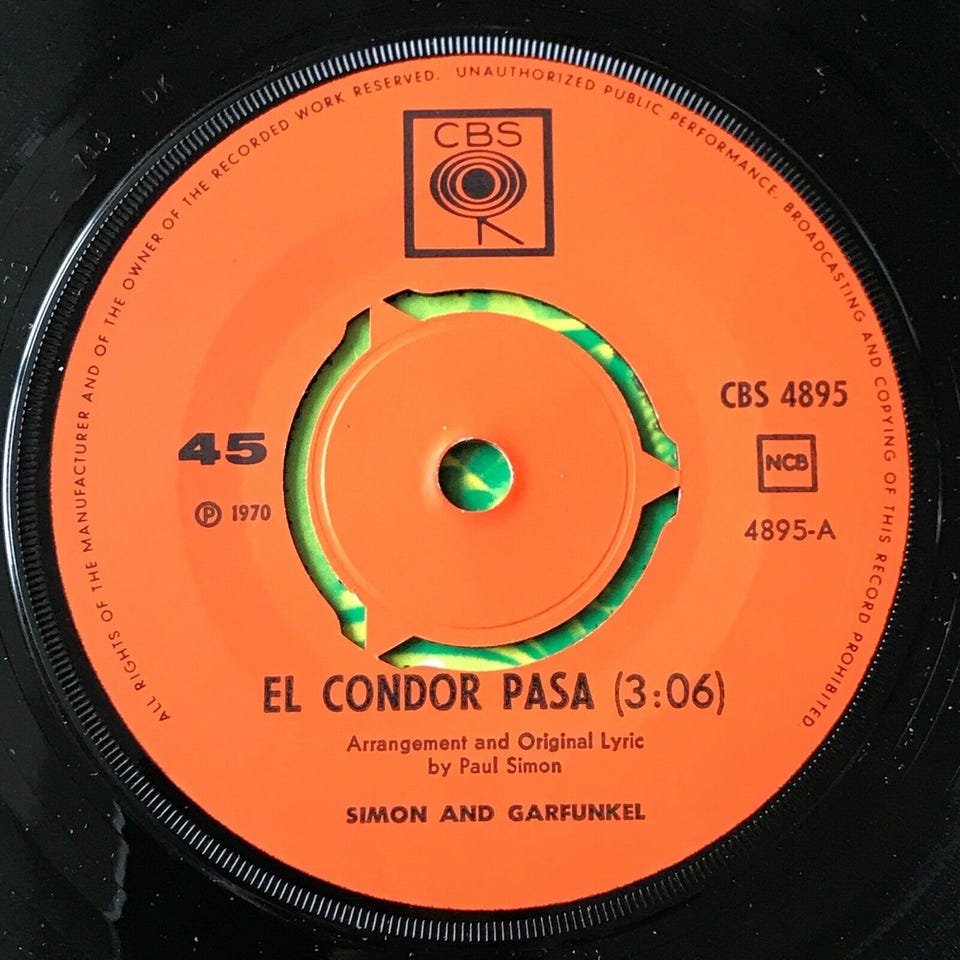 ALL RIGHTS OF THE MANUFACTURER AND OF THE OWNER OF THE RECORDED WORK RESERVED. UNAUTHORIZED PUBLIC PERFORMANCE. BROADCASTING AND COPYING OF THIS RECORD PROHIBITED
DK
CBS
45
℗ 1970
CBS 4895
NCB
4895-A
EL CONDOR PASA (3:06)
Arrangement and Original Lyric
by Paul Simon
SIMON AND GARFUNKEL